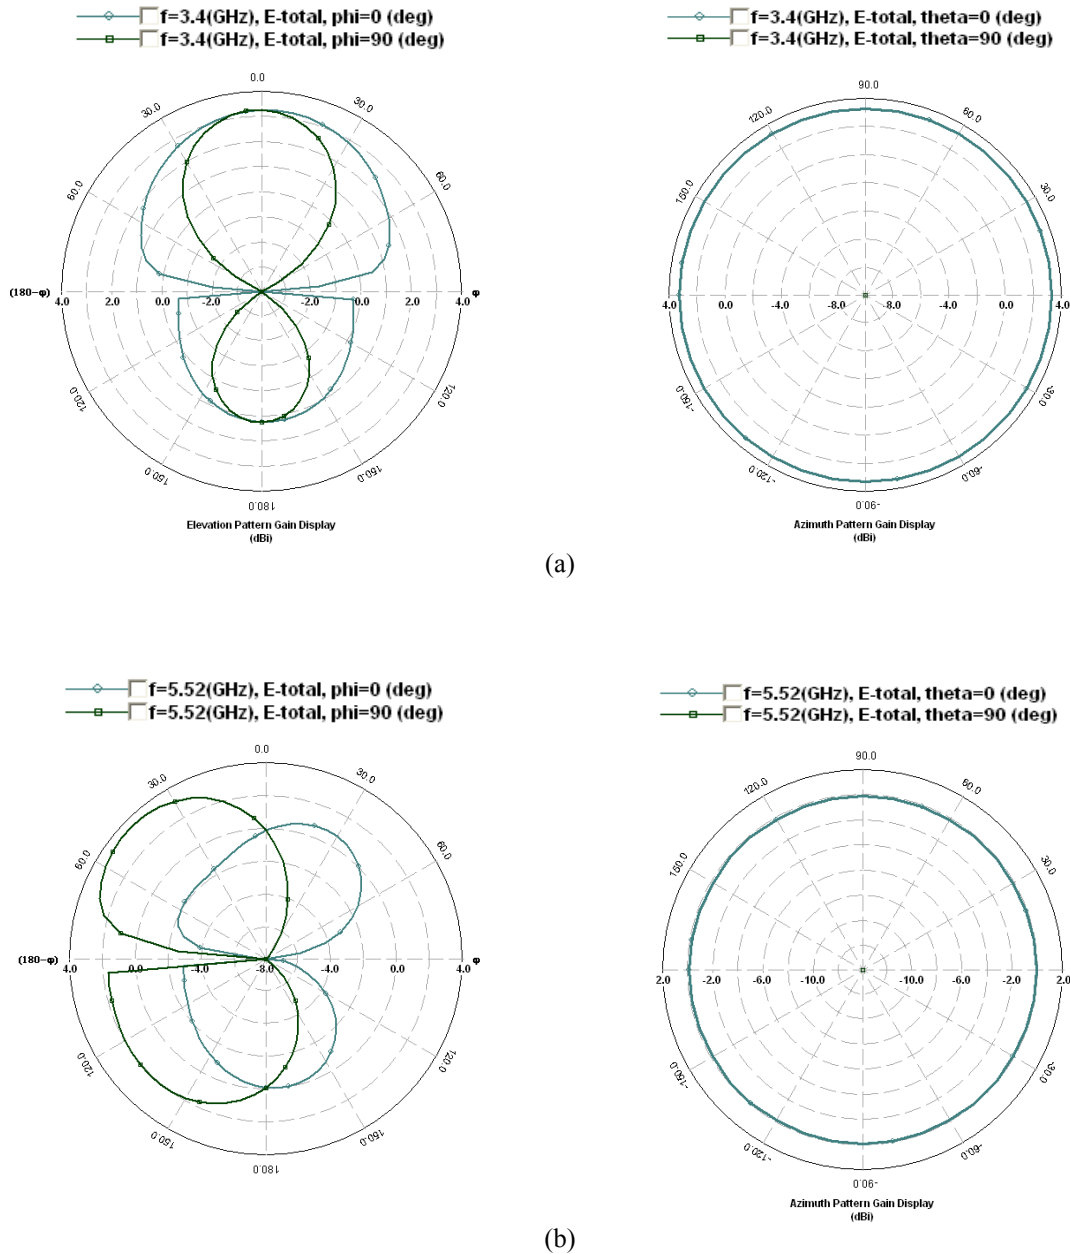 f=3.4(GHz), E-total, phi=0 (deg)
f=3.4(GHz), E-total, phi=90 (deg)
0.0
30.0 30.0
60.0 60.0
(180-φ) φ
4.0 0.0 -2.0 -2.0 0.0 4.0
120.0 120.0
150.0 150.0
180.0
Elevation Pattern Gain Display
(dBi)
f=3.4(GHz), E-total, theta=0 (deg)
f=3.4(GHz), E-total, theta=90 (deg)
90.0
120.0 60.0
150.0 30.0
4.0 0.0 -4.0 -8.0 -8.0 -4.0 0.0 4.0
-150.0 -30.0
-120.0 -60.0
-90.0
Azimuth Pattern Gain Display
(dBi)
(a)
f=5.52(GHz), E-total, phi=0 (deg)
f=5.52(GHz), E-total, phi=90 (deg)
0.0
30.0 30.0
60.0 60.0
(180-φ) φ
4.0 0.0 -4.0 -8.0 -4.0 0.0 4.0
120.0 120.0
150.0 150.0
180.0
f=5.52(GHz), E-total, theta=0 (deg)
f=5.52(GHz), E-total, theta=90 (deg)
90.0
120.0 60.0
150.0 30.0
2.0 -2.0 -6.0 -10.0 -10.0 -6.0 -2.0 2.0
-150.0 -30.0
-120.0 -60.0
-90.0
Azimuth Pattern Gain Display
(dBi)
(b)